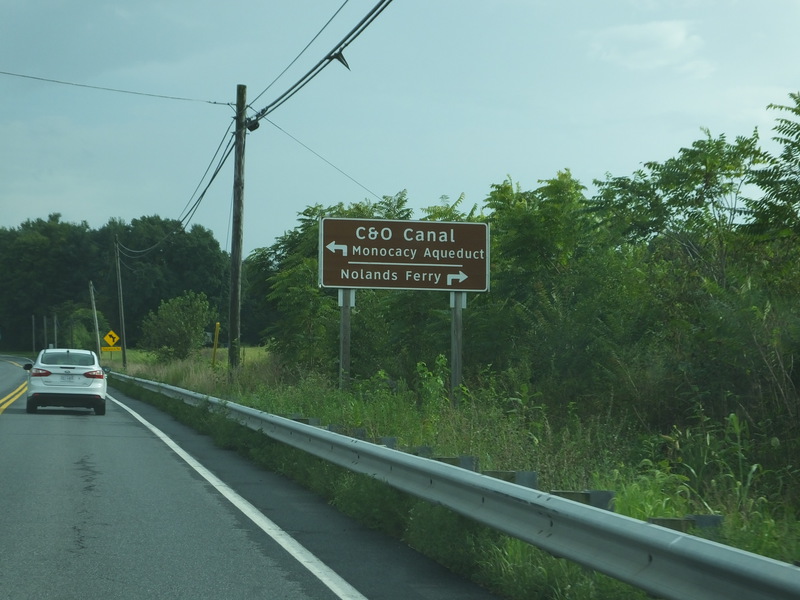 C&O Canal
Monocacy Aqueduct
Nolands Ferry